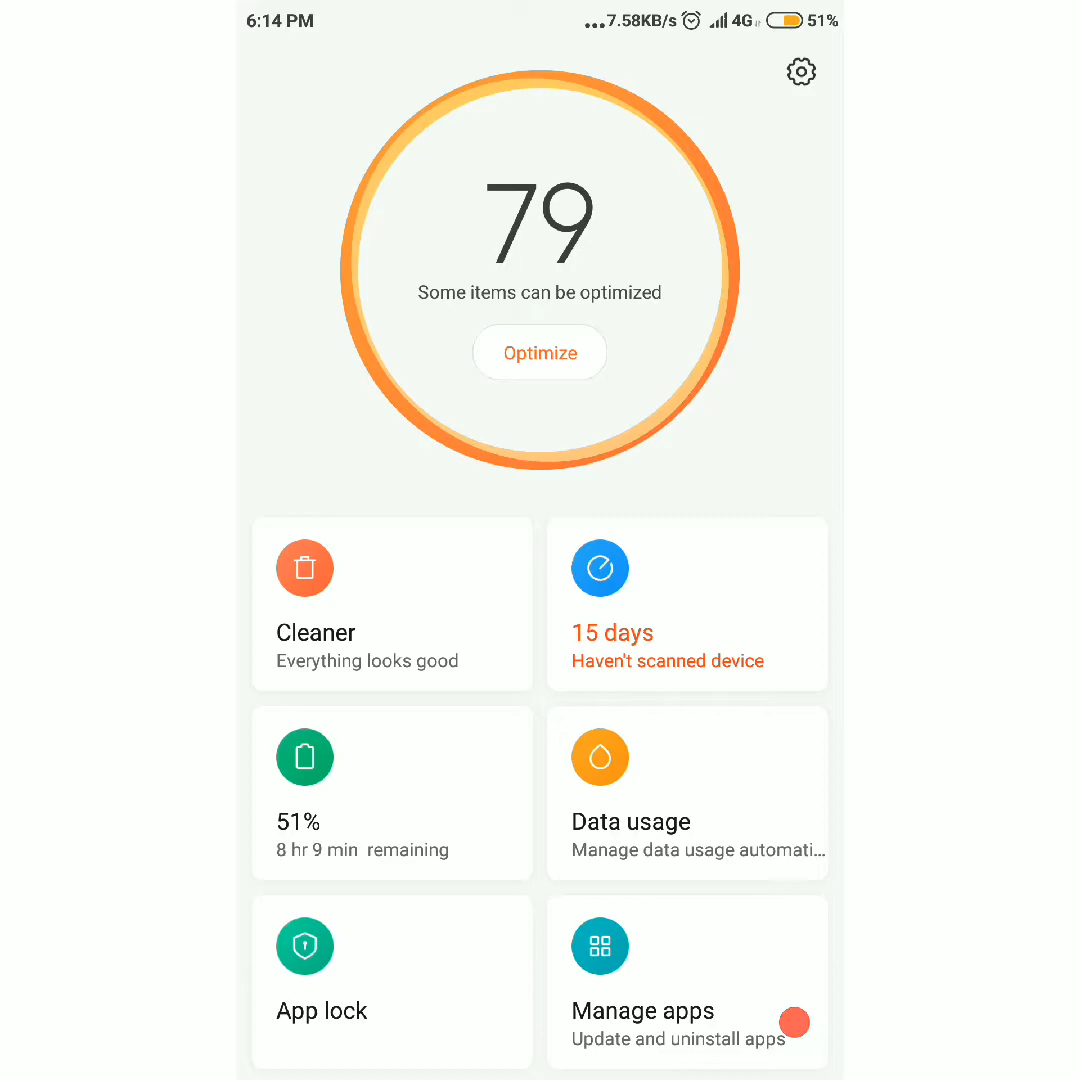 6:14 PM ...7.58KB/s 4G 51%
79
Some items can be optimized
Optimize
Cleaner
Everything looks good
15 days
Haven't scanned device
51%
8 hr 9 min remaining
Data usage
Manage data usage automati...
App lock
Manage apps
Update and uninstall apps